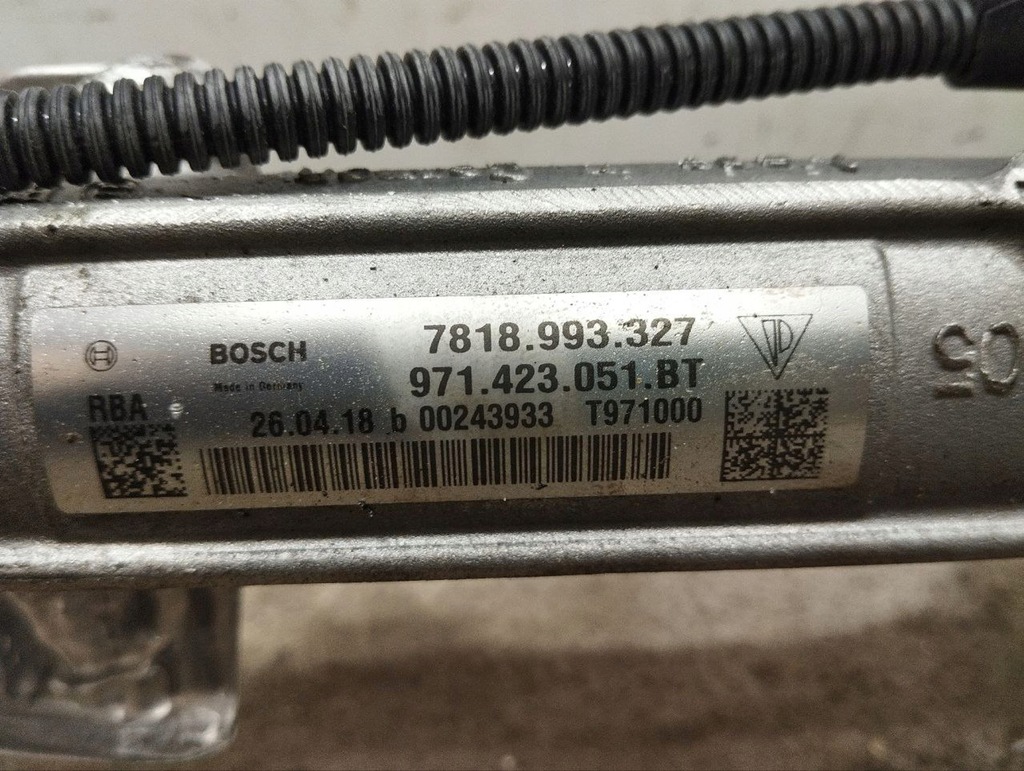 BOSCH 7818.993.327
Made in Germany 971.423.051.BT
RBA 26.04.18 b 00243933 T971000
05